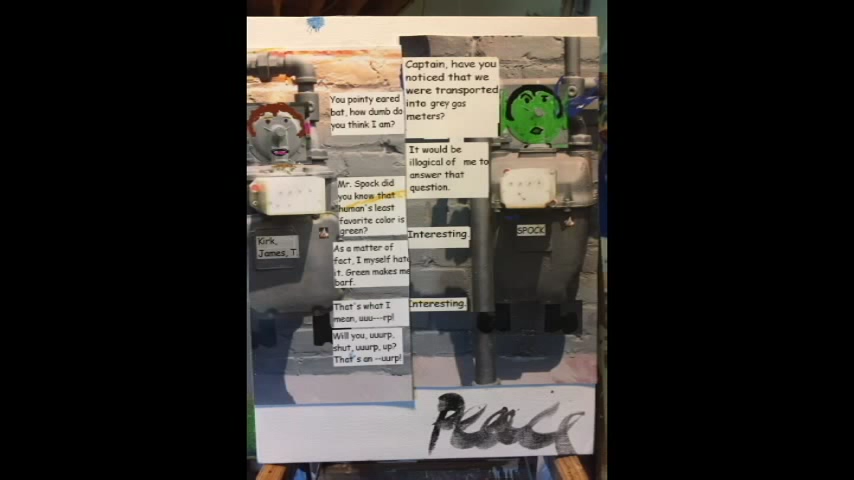 Captain, have you
noticed that we
were transported
into grey gas
meters?
You pointy eared
bat, how dumb do
you think I am?
It would be
illogical of me to
answer that
question.
Mr. Spock did
you know that
human's least
favorite color is
green?
Interesting.
As a matter of
fact, I myself hate
it. Green makes me
barf.
Interesting.
That's what I
mean, uuu---rp!
Will you, uuurp,
shut, uuurp, up?
That's an --uurp!
Kirk,
James, T.
SPOCK
Peace